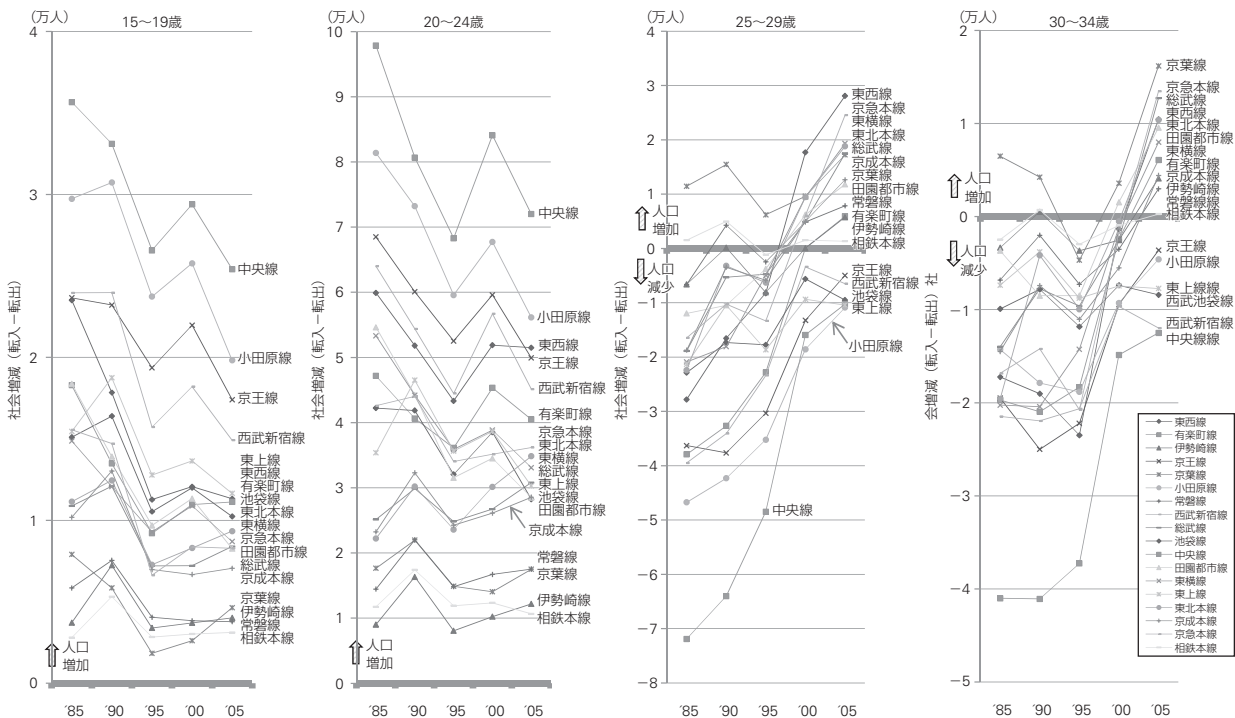 (万人)
15〜19歳
4
3
2
1
0
社会増減（転入－転出）
人口
増加
'85
'90
'95
'00
'05
中央線
小田原線
京王線
西武新宿線
東上線
東西線
有楽町線
池袋線
東北本線
東横線
京急本線
田園都市線
総武線
京成本線
京葉線
伊勢崎線
常磐線
相鉄本線
(万人)
20〜24歳
10
9
8
7
6
5
4
3
2
1
0
社会増減（転入－転出）
人口
増加
'85
'90
'95
'00
'05
中央線
小田原線
東西線
京王線
西武新宿線
有楽町線
京急本線
東北本線
東横線
総武線
東上線
池袋線
田園都市線
京成本線
常磐線
京葉線
伊勢崎線
相鉄本線
(万人)
25〜29歳
4
3
2
1
0
−1
−2
−3
−4
−5
−6
−7
−8
社会増減（転入－転出）
人口
増加
人口
減少
'85
'90
'95
'00
'05
東西線
京急本線
東横線
東北本線
総武線
京成本線
京葉線
田園都市線
常磐線
有楽町線
伊勢崎線
相鉄本線
京王線
西武新宿線
池袋線
東上線
小田原線
中央線
(万人)
30〜34歳
2
1
0
−1
−2
−3
−4
−5
会増減（転入－転出）社
人口
増加
人口
減少
'85
'90
'95
'00
'05
京葉線
京急本線
総武線
東西線
東北本線
田園都市線
東横線
有楽町線
京成本線
伊勢崎線
常磐線線
相鉄本線
京王線
小田原線
東上線線
西武池袋線
西武新宿線
中央線線
東西線
有楽町線
伊勢崎線
京王線
京葉線
小田原線
常磐線
西武新宿線
総武線
池袋線
中央線
田園都市線
東横線
東上線
東北本線
京成本線
京急本線
相鉄本線